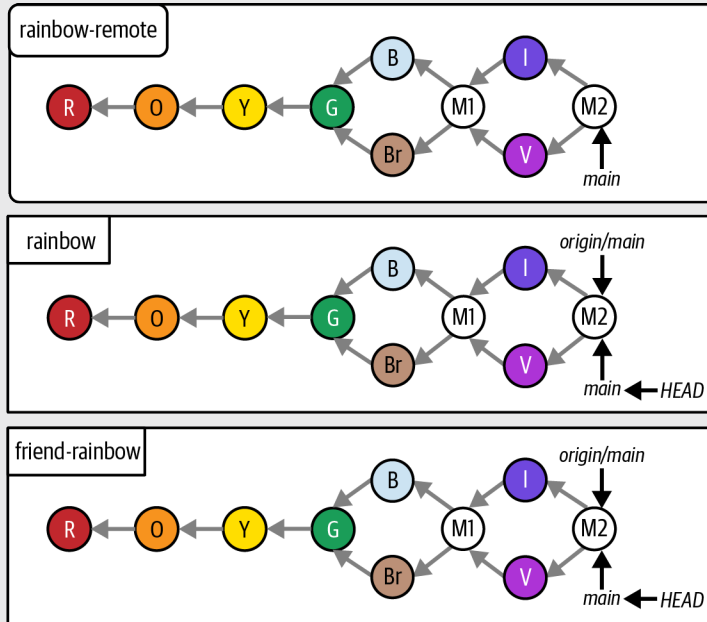 rainbow-remote
B I
R O Y G M1 M2
Br V
main
rainbow
origin/main
B I
R O Y G M1 M2
Br V
main HEAD
friend-rainbow
origin/main
B I
R O Y G M1 M2
Br V
main HEAD